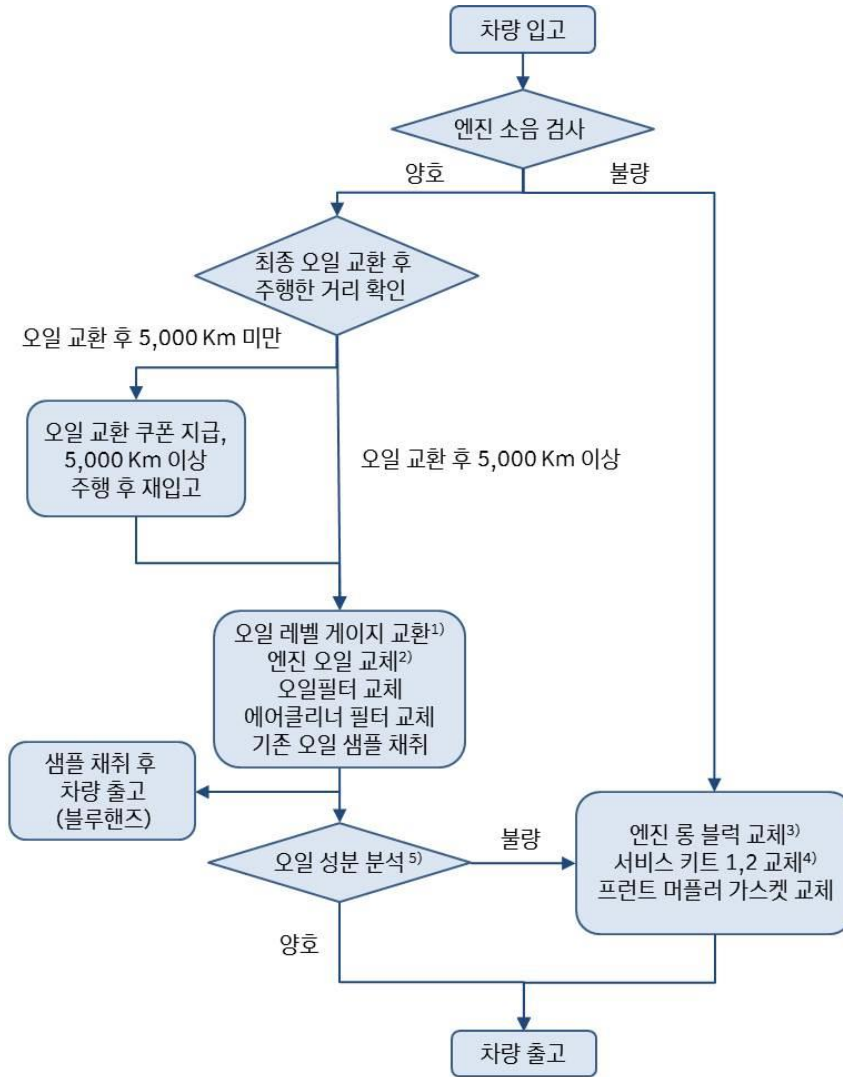 차량 입고
엔진 소음 검사
양호
불량
최종 오일 교환 후
주행한 거리 확인
오일 교환 후 5,000 Km 미만
오일 교환 쿠폰 지급,
5,000 Km 이상
주행 후 재입고
오일 교환 후 5,000 Km 이상
오일 레벨 게이지 교환1)
엔진 오일 교체2)
오일필터 교체
에어클리너 필터 교체
기존 오일 샘플 채취
샘플 채취 후
차량 출고
(블루핸즈)
오일 성분 분석 5)
불량
엔진 롱 블럭 교체3)
서비스 키트 1,2 교체4)
프런트 머플러 가스켓 교체
양호
차량 출고